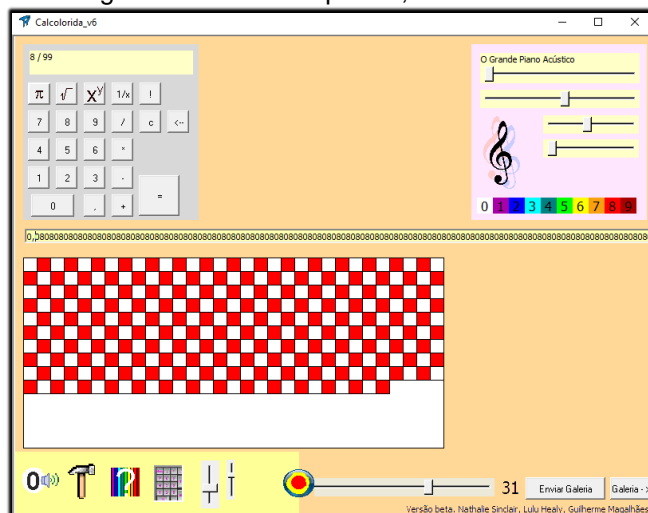 Calcolorida_v6
8 / 99
O Grande Piano Acústico
π √ Xʸ 1/x !
7 8 9 / c <--
4 5 6 *
1 2 3 -
0 , + =
0 1 2 3 4 5 6 7 8 9
31
Enviar Galeria
Galeria - >
Versão beta. Nathalie Sinclair, Lulu Healy, Guilherme Magalhães